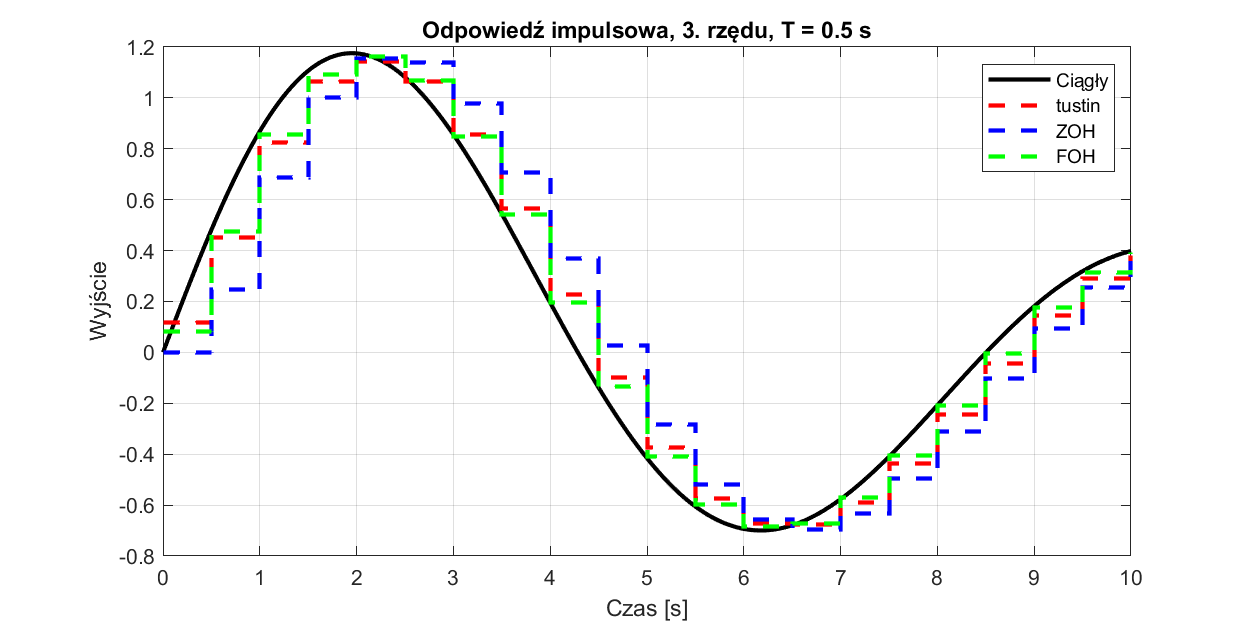 Odpowiedź impulsowa, 3. rzędu, T = 0.5 s
1.2
1
0.8
0.6
0.4
0.2
0
-0.2
-0.4
-0.6
-0.8
Wyjście
Ciągły
tustin
ZOH
FOH
0 1 2 3 4 5 6 7 8 9 10
Czas [s]